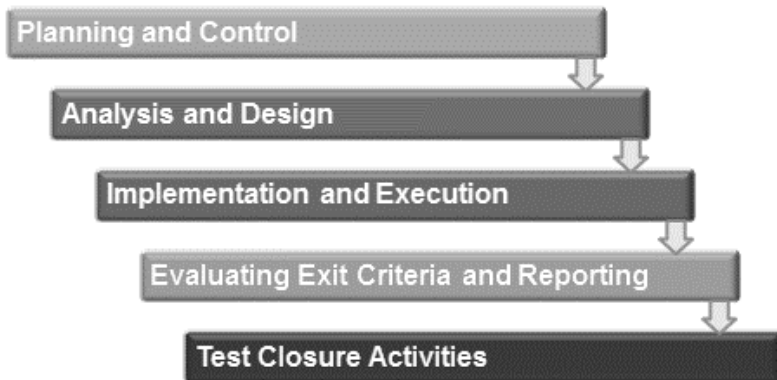 Planning and Control
Analysis and Design
Implementation and Execution
Evaluating Exit Criteria and Reporting
Test Closure Activities